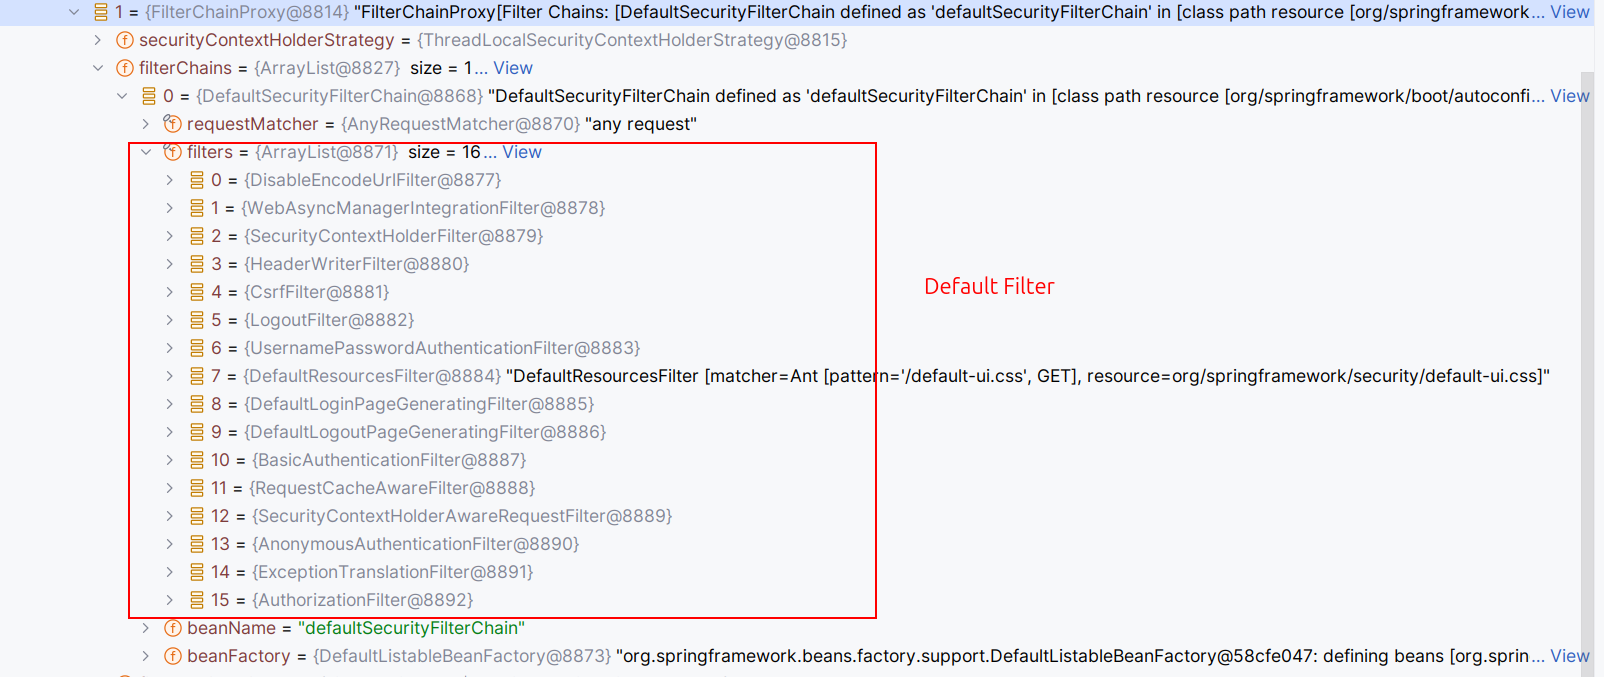 1 = {FilterChainProxy@8814} "FilterChainProxy[Filter Chains: [DefaultSecurityFilterChain defined as 'defaultSecurityFilterChain' in [class path resource [org/springframework... View
securityContextHolderStrategy = {ThreadLocalSecurityContextHolderStrategy@8815}
filterChains = {ArrayList@8827} size = 1... View
0 = {DefaultSecurityFilterChain@8868} "DefaultSecurityFilterChain defined as 'defaultSecurityFilterChain' in [class path resource [org/springframework/boot/autoconfi... View
requestMatcher = {AnyRequestMatcher@8870} "any request"
filters = {ArrayList@8871} size = 16... View
0 = {DisableEncodeUrlFilter@8877}
1 = {WebAsyncManagerIntegrationFilter@8878}
2 = {SecurityContextHolderFilter@8879}
3 = {HeaderWriterFilter@8880}
Default Filter
4 = {CsrfFilter@8881}
5 = {LogoutFilter@8882}
6 = {UsernamePasswordAuthenticationFilter@8883}
7 = {DefaultResourcesFilter@8884} "DefaultResourcesFilter [matcher=Ant [pattern='/default-ui.css', GET], resource=org/springframework/security/default-ui.css]"
8 = {DefaultLoginPageGeneratingFilter@8885}
9 = {DefaultLogoutPageGeneratingFilter@8886}
10 = {BasicAuthenticationFilter@8887}
11 = {RequestCacheAwareFilter@8888}
12 = {SecurityContextHolderAwareRequestFilter@8889}
13 = {AnonymousAuthenticationFilter@8890}
14 = {ExceptionTranslationFilter@8891}
15 = {AuthorizationFilter@8892}
beanName = "defaultSecurityFilterChain"
beanFactory = {DefaultListableBeanFactory@8873} "org.springframework.beans.factory.support.DefaultListableBeanFactory@58cfe047: defining beans [org.sprin... View